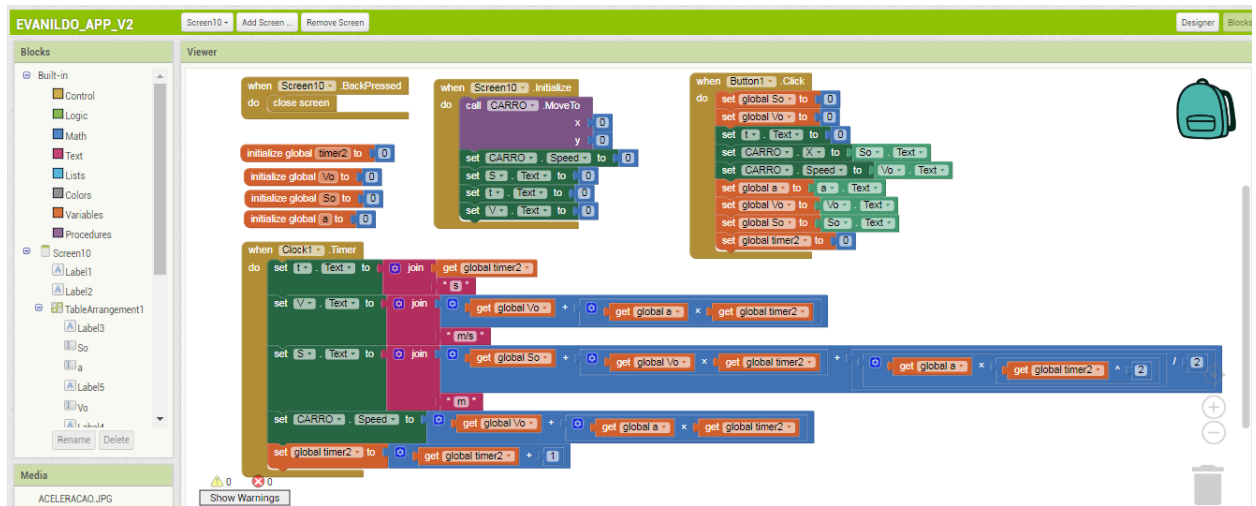 EVANILDO_APP_V2
Screen10
Add Screen ...
Remove Screen
Designer
Blocks
Blocks
Built-in
Control
Logic
Math
Text
Lists
Colors
Variables
Procedures
Screen10
Label1
Label2
TableArrangement1
Label3
So
a
Label5
Vo
Rename
Delete
Media
ACELERACAO.JPG
Viewer
when Screen10 .BackPressed
do close screen
initialize global timer2 to 0
initialize global Vo to 0
initialize global So to 0
initialize global a to 0
when Screen10 .Initialize
do call CARRO .MoveTo
x 0
y 0
set CARRO . Speed to 0
set S . Text to 0
set t . Text to 0
set V . Text to 0
when Button1 .Click
do set global So to 0
set global Vo to 0
set t . Text to 0
set CARRO . X to So . Text
set CARRO . Speed to Vo . Text
set global a to a . Text
set global Vo to Vo . Text
set global So to So . Text
set global timer2 to 0
when Clock1 .Timer
do set t . Text to join get global timer2
" s "
set V . Text to join get global Vo + get global a × get global timer2
" m/s "
set S . Text to join get global So + get global Vo × get global timer2 + get global a × get global timer2 ^ 2 / 2
" m "
set CARRO . Speed to get global Vo + get global a × get global timer2
set global timer2 to get global timer2 + 1
0 0
Show Warnings